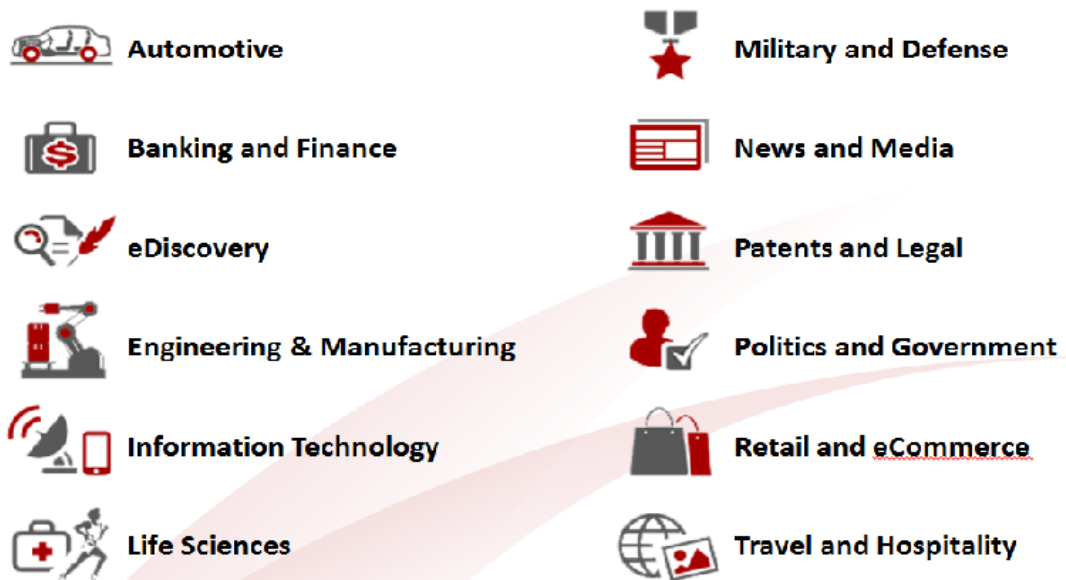 Automotive
Banking and Finance
eDiscovery
Engineering & Manufacturing
Information Technology
Life Sciences
Military and Defense
News and Media
Patents and Legal
Politics and Government
Retail and eCommerce
Travel and Hospitality